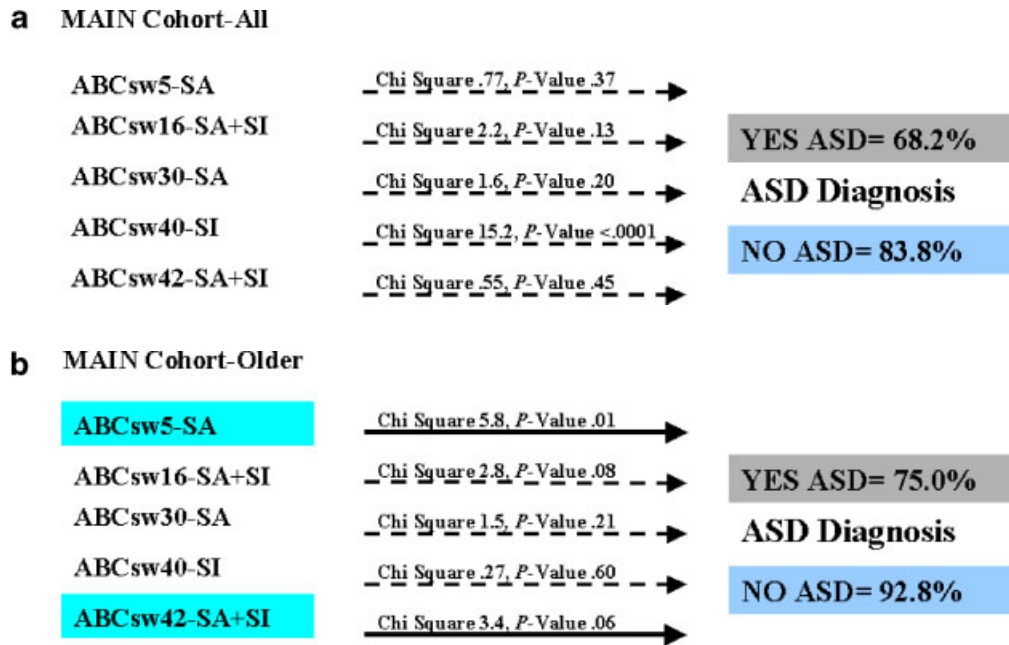 a MAIN Cohort-All
ABCsw5-SA Chi Square .77, P-Value .37
ABCsw16-SA+SI Chi Square 2.2, P-Value .13
YES ASD= 68.2%
ABCsw30-SA Chi Square 1.6, P-Value .20
ASD Diagnosis
ABCsw40-SI Chi Square 15.2, P-Value <.0001
NO ASD= 83.8%
ABCsw42-SA+SI Chi Square .55, P-Value .45
b MAIN Cohort-Older
ABCsw5-SA Chi Square 5.8, P-Value .01
ABCsw16-SA+SI Chi Square 2.8, P-Value .08
YES ASD= 75.0%
ABCsw30-SA Chi Square 1.5, P-Value .21
ASD Diagnosis
ABCsw40-SI Chi Square .27, P-Value .60
NO ASD= 92.8%
ABCsw42-SA+SI Chi Square 3.4, P-Value .06